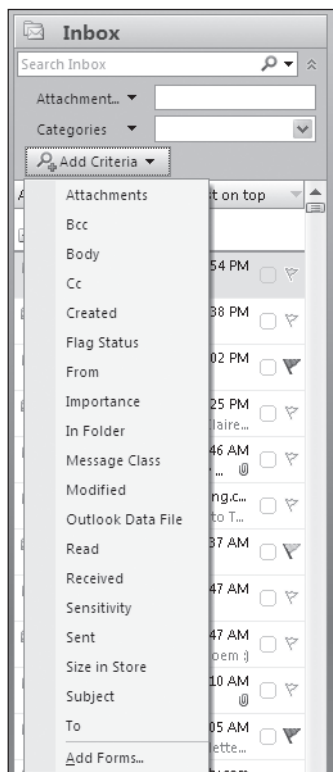 Inbox
Search Inbox
Attachment...
Categories
Add Criteria
A t on top
Attachments
Bcc
Body
54 PM
Cc
Created
38 PM
Flag Status
From
02 PM
Importance
25 PM
In Folder
laire...
Message Class
46 AM
...
Modified
ng.c...
Outlook Data File
to T...
Read
37 AM
Received
47 AM
Sensitivity
Sent
47 AM
oem :)
Size in Store
10 AM
Subject
To
05 AM
ette...
Add Forms...